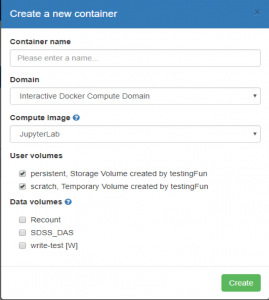 Create a new container
×
Container name
Please enter a name...
Domain
Interactive Docker Compute Domain
Compute Image ?
JupyterLab
User volumes
persistent, Storage Volume created by testingFun
scratch, Temporary Volume created by testingFun
Data volumes ?
Recount
SDSS_DAS
write-test [W]
Create